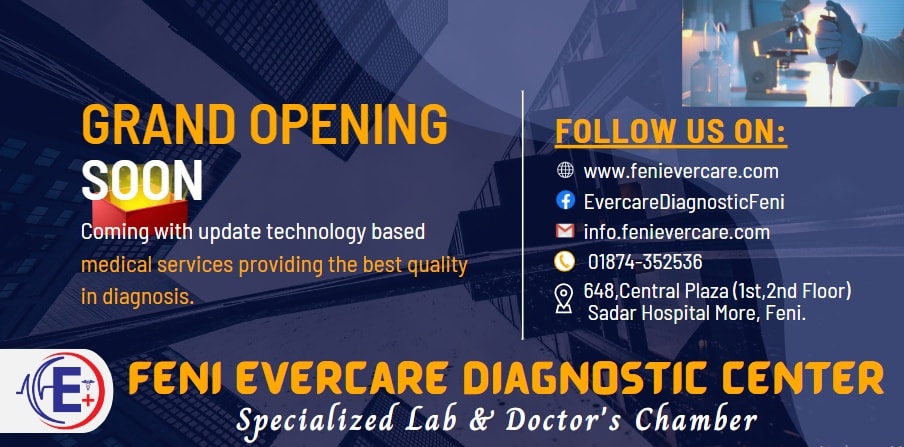 GRAND OPENING
SOON
Coming with update technology based
medical services providing the best quality
in diagnosis.
FOLLOW US ON:
www.fenievercare.com
EvercareDiagnosticFeni
info.fenievercare.com
01874-352536
648,Central Plaza (1st,2nd Floor)
Sadar Hospital More, Feni.
E
FENI EVERCARE DIAGNOSTIC CENTER
Specialized Lab & Doctor's Chamber